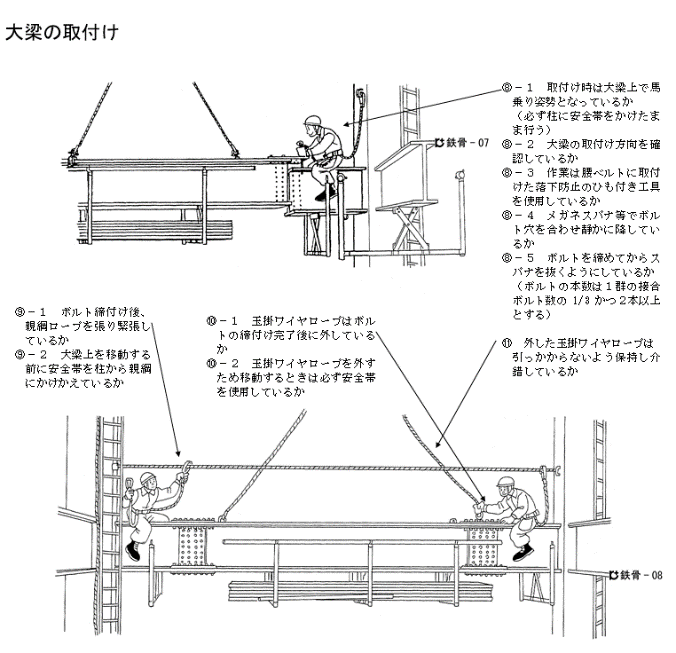 大梁の取付け
⑧－1　取付け時は大梁上で馬
乗り姿勢となっているか
（必ず柱に安全帯をかけたま
ま行う）
⑧－2　大梁の取付け方向を確
認しているか
⑧－3　作業は腰ベルトに取付
けた落下防止のひも付き工具
を使用しているか
⑧－4　メガネスパナ等でボル
ト穴を合わせ静かに降してい
るか
⑧－5　ボルトを締めてからス
パナを抜くようにしているか
（ボルトの本数は１群の接合
ボルト数の 1/3 かつ２本以上
とする）
鉄骨－07
⑨－1　ボルト締付け後、
親綱ロープを張り緊張し
ているか
⑨－2　大梁上を移動する
前に安全帯を柱から親綱
にかけかえているか
⑩－1　玉掛ワイヤロープはボル
トの締付け完了後に外している
か
⑩－2　玉掛ワイヤロープを外す
ため移動するときは必ず安全帯
を使用しているか
⑪　外した玉掛ワイヤロープは
引っかからないよう保持し介
錯しているか
鉄骨－08